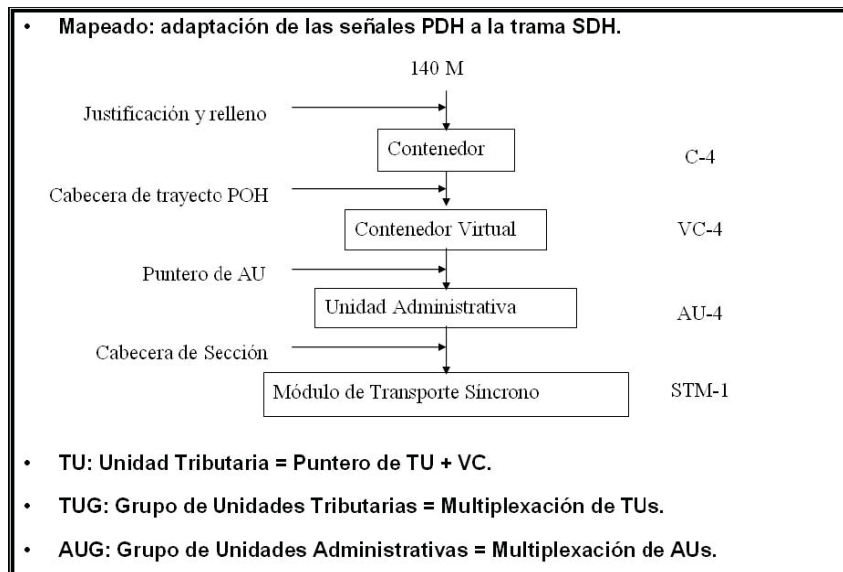 • Mapeado: adaptación de las señales PDH a la trama SDH.
140 M
Justificación y relleno
Contenedor
C-4
Cabecera de trayecto POH
Contenedor Virtual
VC-4
Puntero de AU
Unidad Administrativa
AU-4
Cabecera de Sección
Módulo de Transporte Síncrono
STM-1
• TU: Unidad Tributaria = Puntero de TU + VC.
• TUG: Grupo de Unidades Tributarias = Multiplexación de TUs.
• AUG: Grupo de Unidades Administrativas = Multiplexación de AUs.